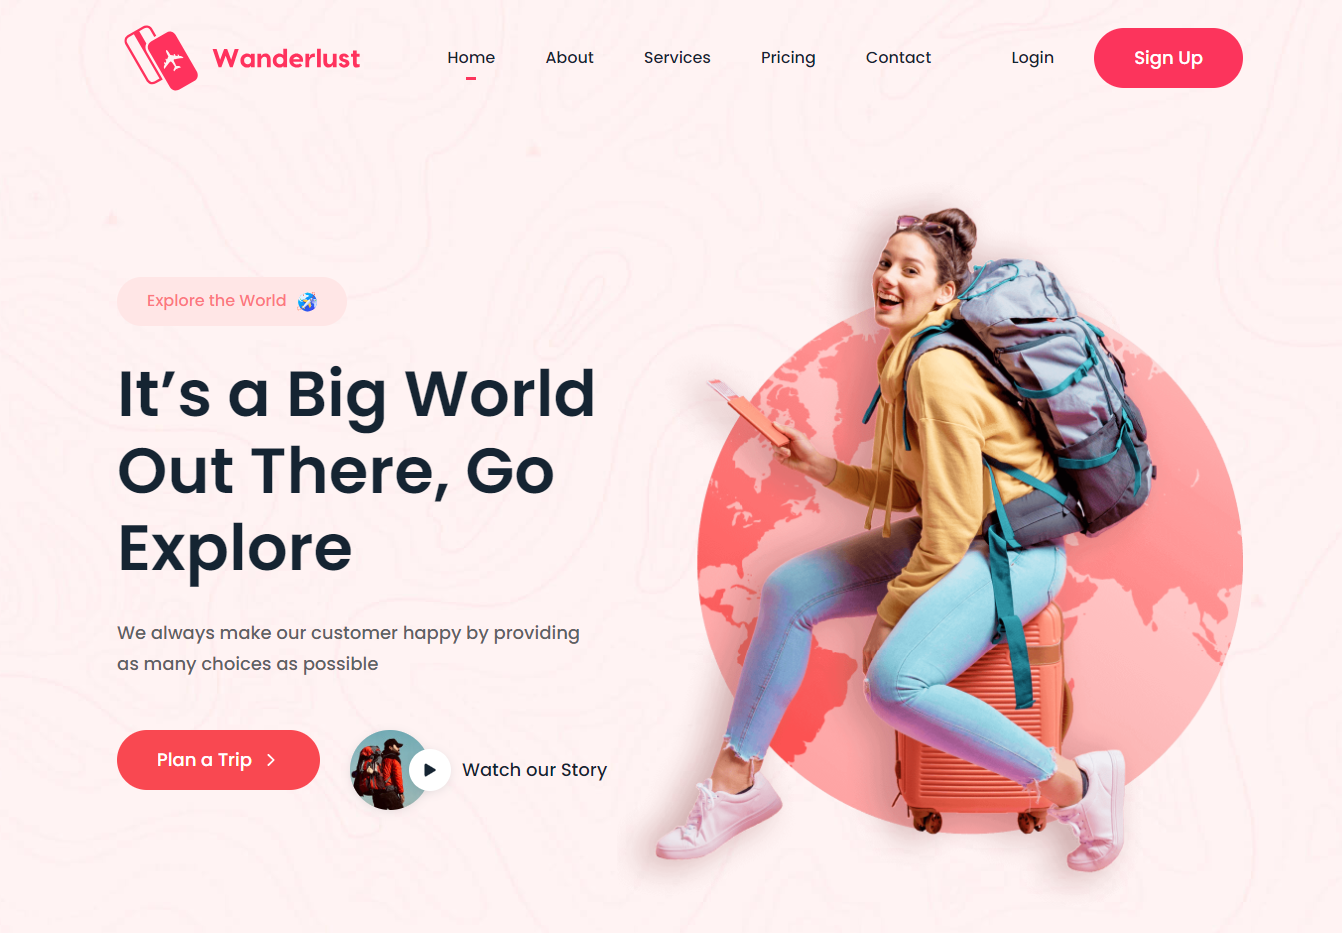 Wanderlust
Home
About
Services
Pricing
Contact
Login
Sign Up
Explore the World
It’s a Big World
Out There, Go
Explore
We always make our customer happy by providing
as many choices as possible
Plan a Trip
Watch our Story